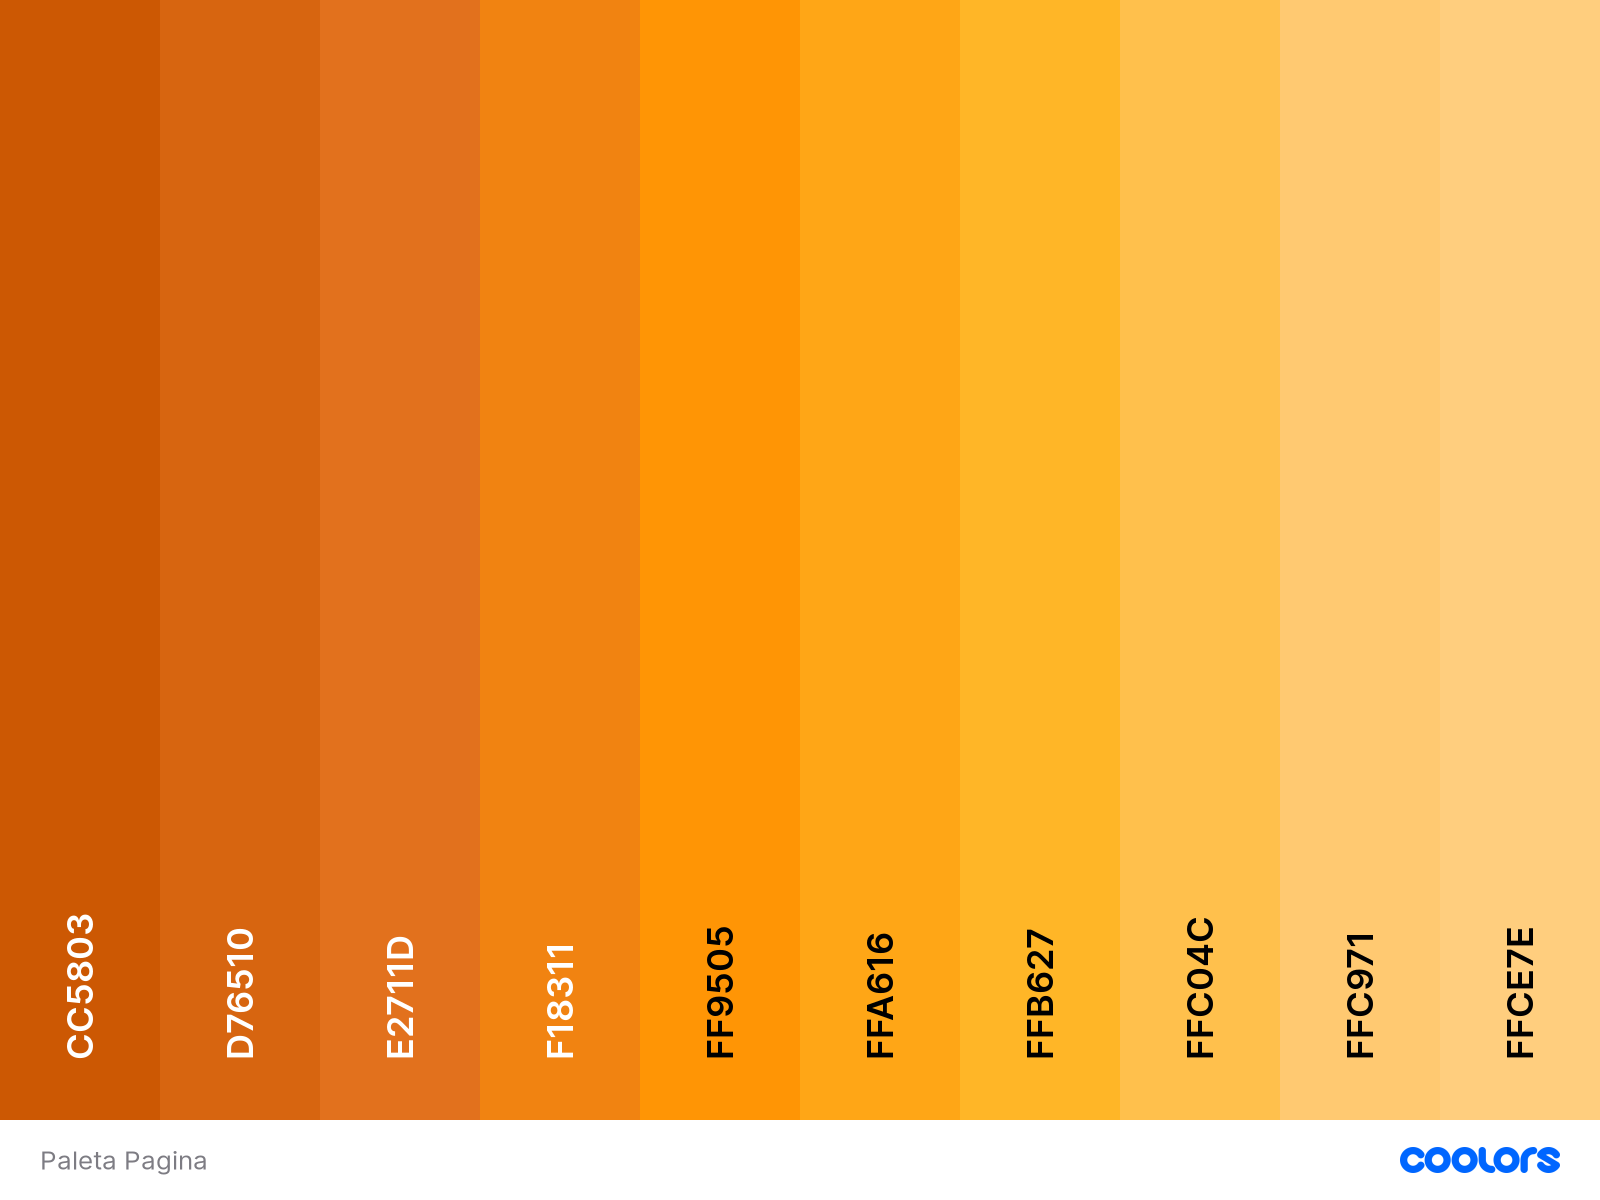 CC5803
D76510
E2711D
F18311
FF9505
FFA616
FFB627
FFC04C
FFC971
FFCE7E
Paleta Pagina
coolors